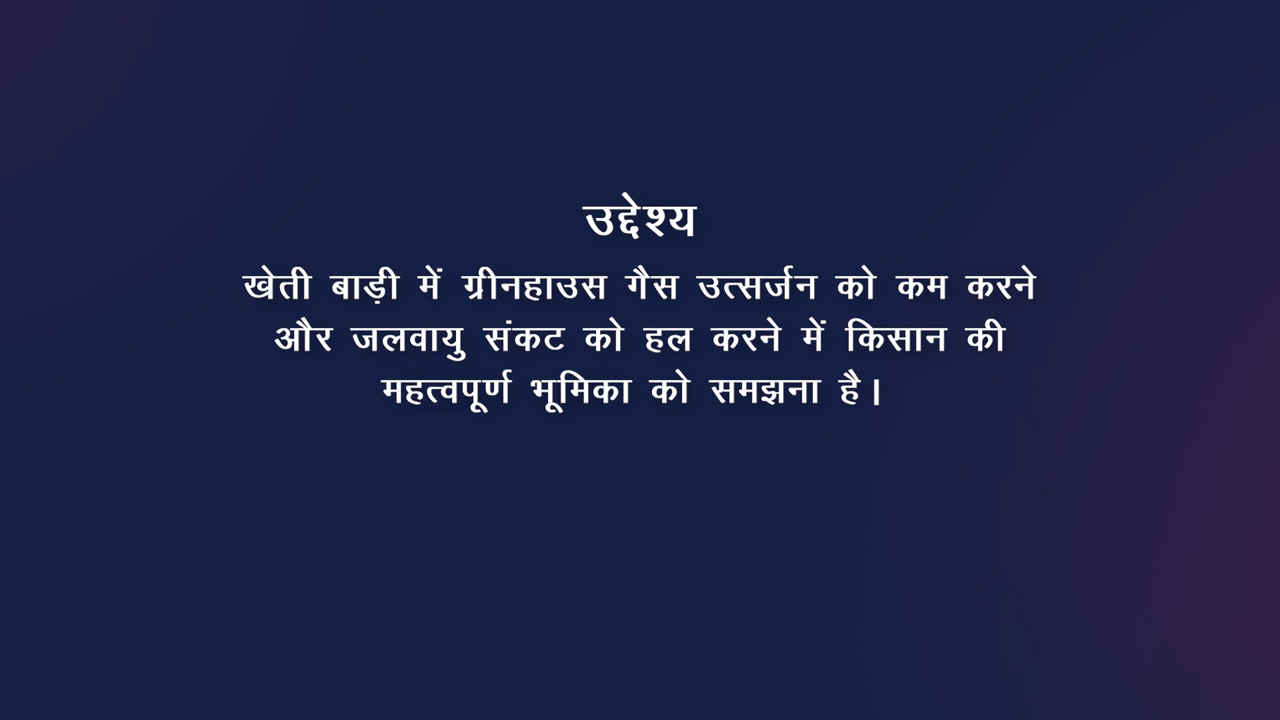 उद्देश्य
खेती बाड़ी में ग्रीनहाउस गैस उत्सर्जन को कम करने
और जलवायु संकट को हल करने में किसान की
महत्वपूर्ण भूमिका को समझना है।